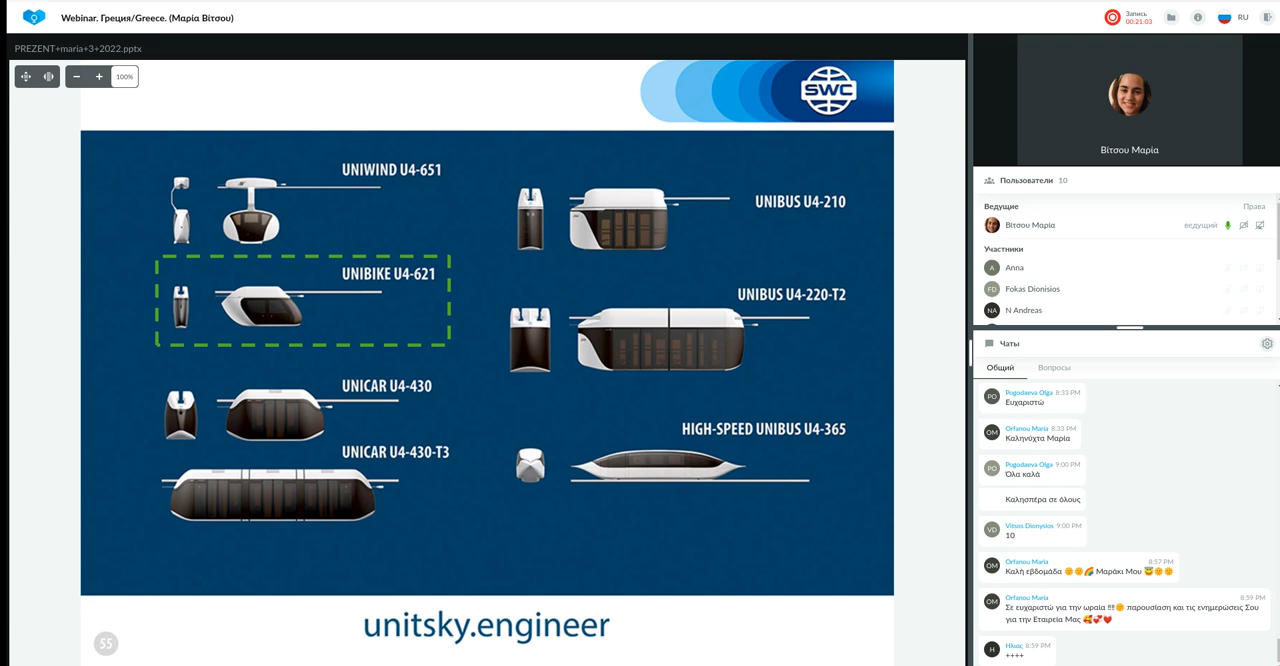 Webinar. Греция/Greece. (Μαρία Βίτσου)
Запись
00:21:03
RU
PREZENT+maria+3+2022.pptx
100%
SWC
UNIWIND U4-651
UNIBUS U4-210
UNIBIKE U4-621
UNIBUS U4-220-T2
UNICAR U4-430
HIGH-SPEED UNIBUS U4-365
UNICAR U4-430-T3
unitsky.engineer
55
Βίτσου Μαρία
Пользователи 10
Ведущие Права
Βίτσου Μαρία ведущий
Участники
A Anna
FD Fokas Dionisios
NA N Andreas
Чаты
Общий Вопросы
PO Pogodaeva Olga 8:33 PM
Ευχαριστώ
OM Orfanou Maria 8:33 PM
Καληνύχτα Μαρία
PO Pogodaeva Olga 9:00 PM
Όλα καλά
Καλησπέρα σε όλους
VD Vitsos Dionysios 9:00 PM
10
OM Orfanou Maria 8:57 PM
Καλή εβδομάδα 🌞🌞🌈 Μαράκι Μου 😇🌞🌞
OM Orfanou Maria 8:59 PM
Σε ευχαριστώ για την ωραία !!!🌞 παρουσίαση και τις ενημερώσεις Σου
για την Εταιρεία Μας 🥰💕❤️
Η Ηλιας 8:59 PM
++++